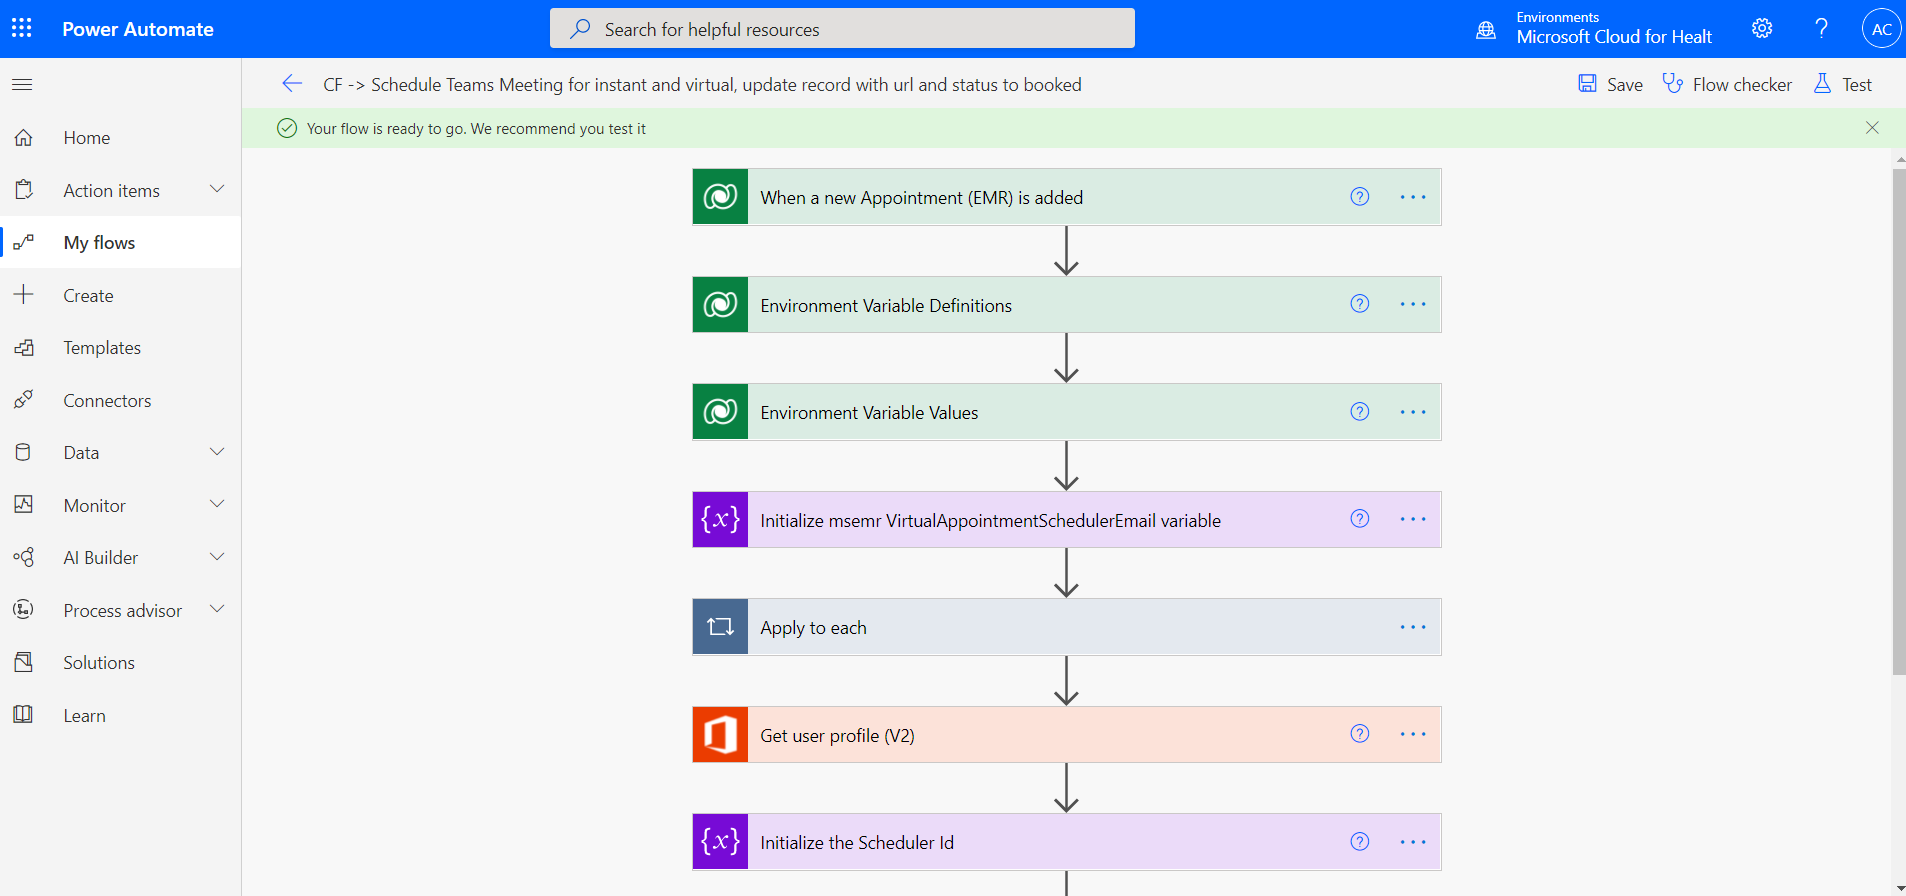 Power Automate
Search for helpful resources
Environments
Microsoft Cloud for Healt
?
AC
CF -> Schedule Teams Meeting for instant and virtual, update record with url and status to booked
Save
Flow checker
Test
Your flow is ready to go. We recommend you test it
Home
Action items
My flows
Create
Templates
Connectors
Data
Monitor
AI Builder
Process advisor
Solutions
Learn
When a new Appointment (EMR) is added
?
Environment Variable Definitions
?
Environment Variable Values
?
{x}
Initialize msemr VirtualAppointmentSchedulerEmail variable
?
Apply to each
Get user profile (V2)
?
{x}
Initialize the Scheduler Id
?